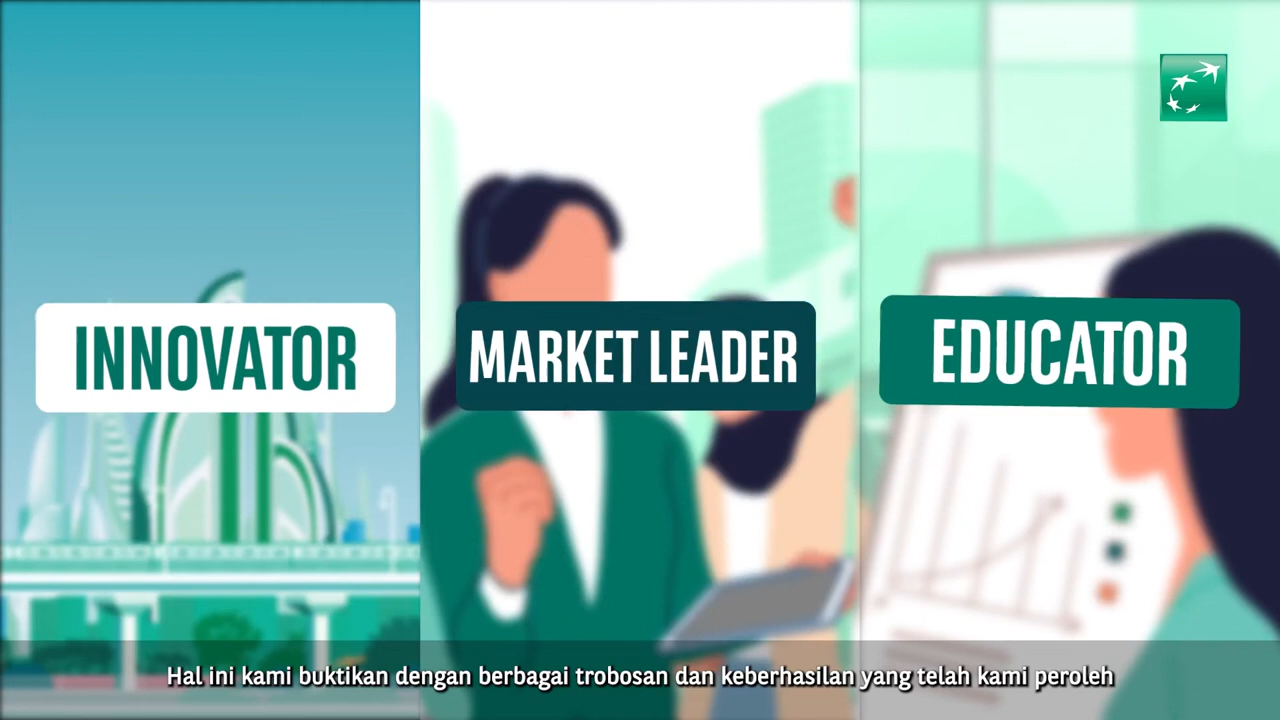 INNOVATOR
MARKET LEADER
EDUCATOR
Hal ini kami buktikan dengan berbagai trobosan dan keberhasilan yang telah kami peroleh